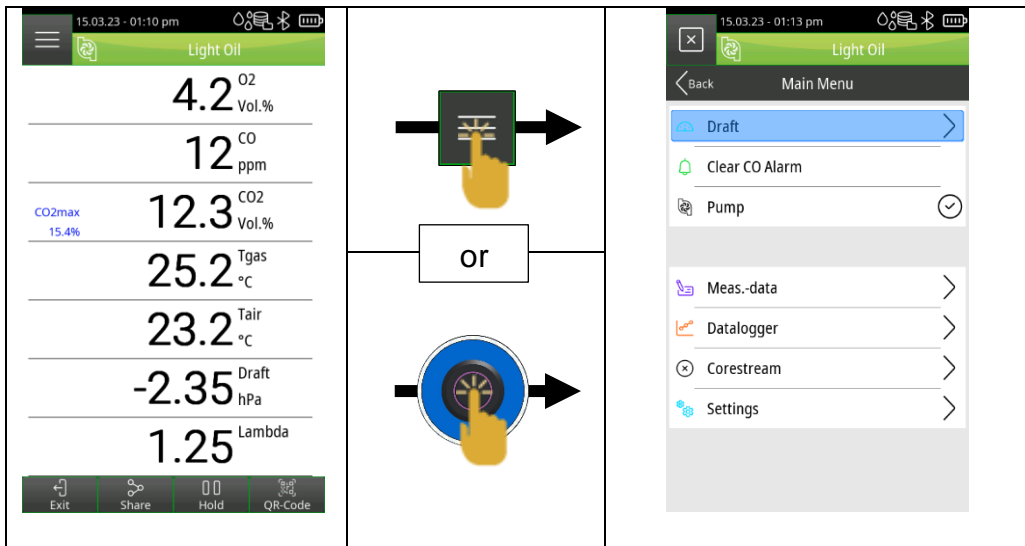 15.03.23 - 01:10 pm
Light Oil
4.2 O2 Vol.%
12 CO ppm
CO2max 15.4% 12.3 CO2 Vol.%
25.2 Tgas °C
23.2 Tair °C
-2.35 Draft hPa
1.25 Lambda
Exit Share Hold QR-Code
or
15.03.23 - 01:13 pm
Light Oil
Back Main Menu
Draft
Clear CO Alarm
Pump
Meas.-data
Datalogger
Corestream
Settings